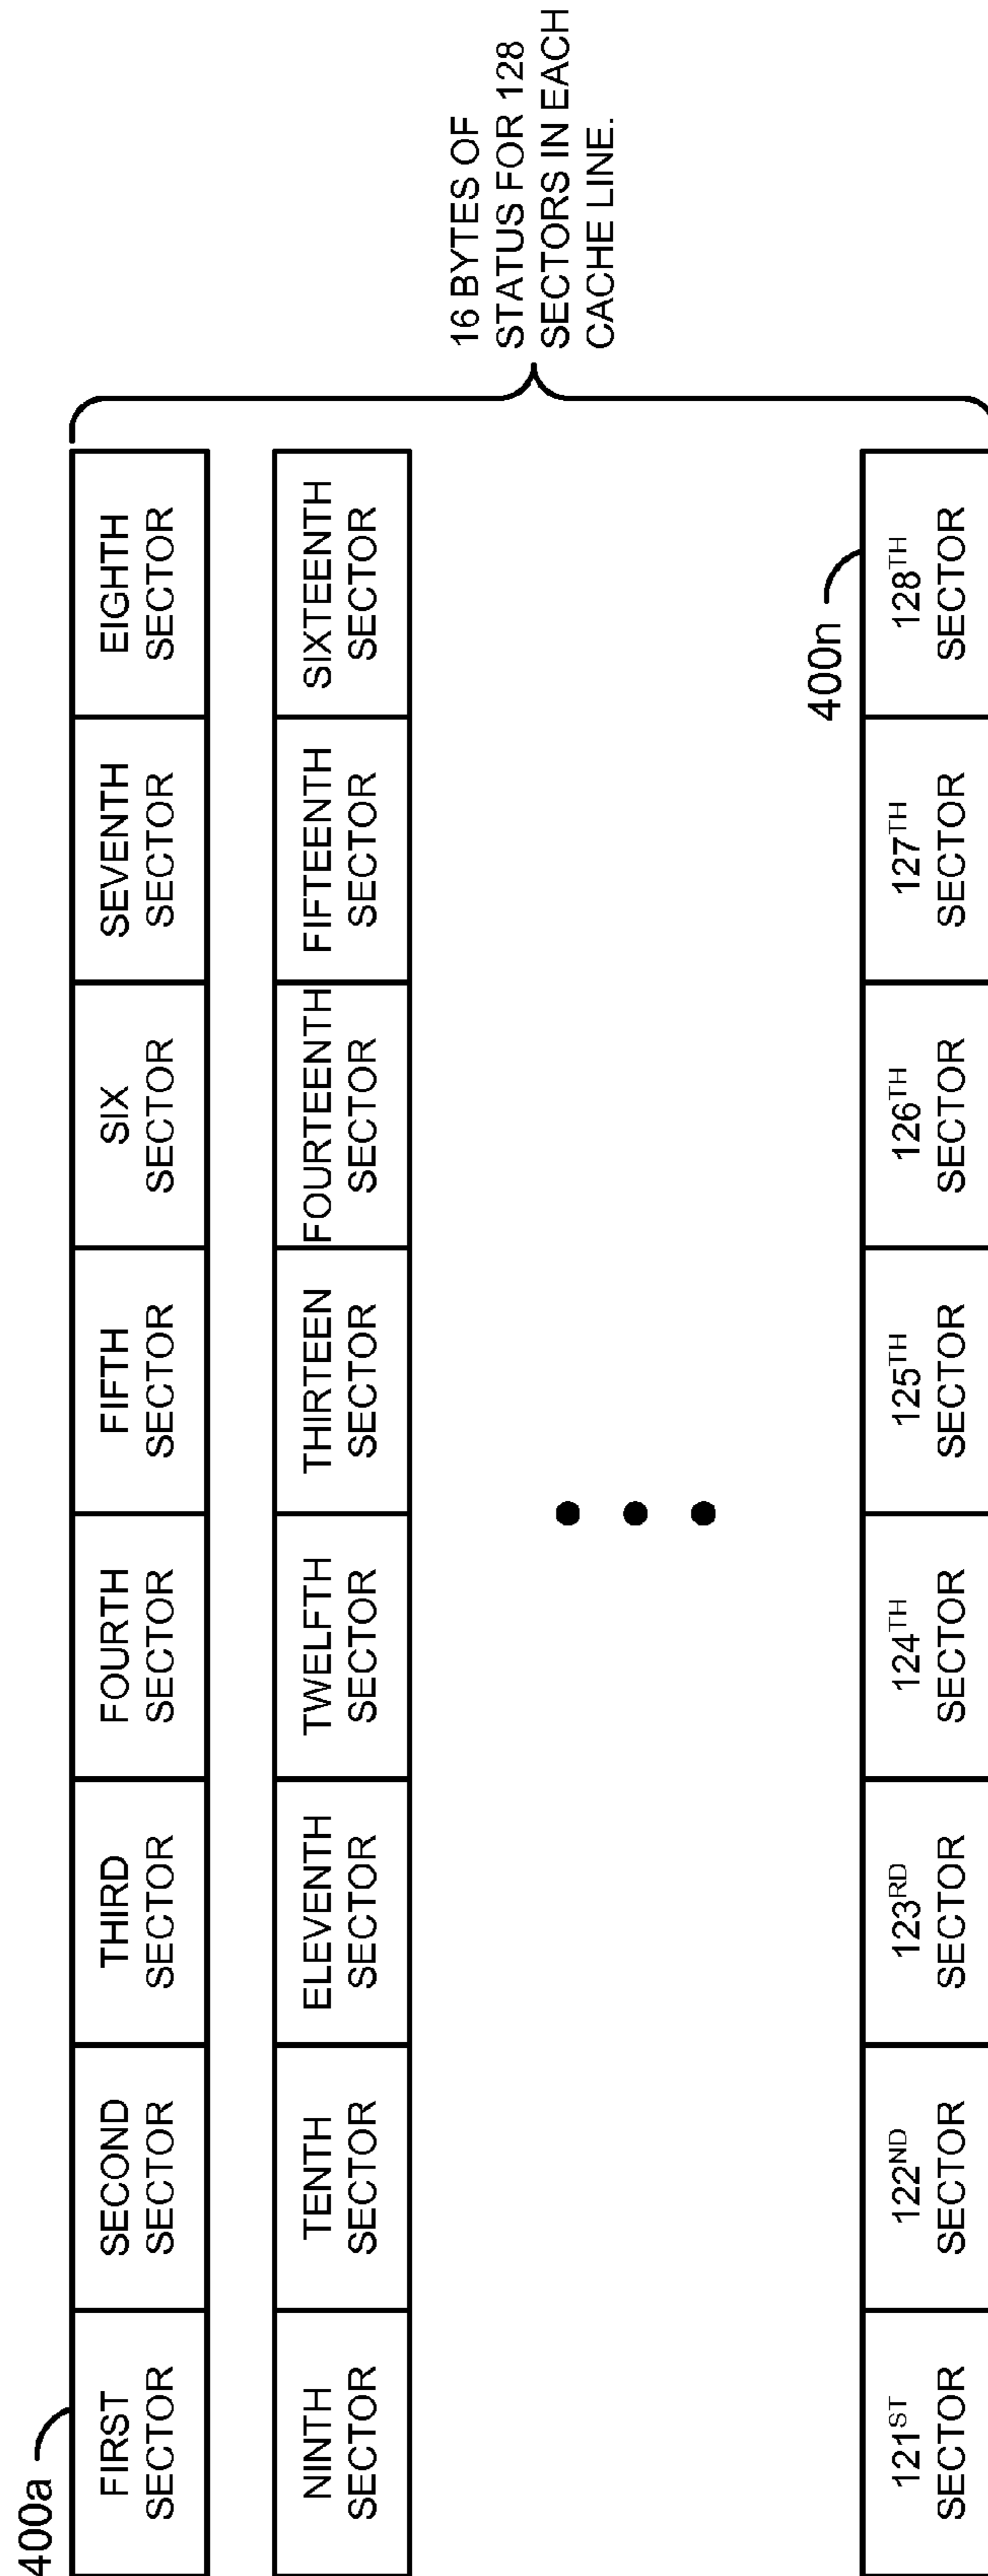 400a
FIRST
SECTOR
SECOND
SECTOR
THIRD
SECTOR
FOURTH
SECTOR
FIFTH
SECTOR
SIX
SECTOR
SEVENTH
SECTOR
EIGHTH
SECTOR
NINTH
SECTOR
TENTH
SECTOR
ELEVENTH
SECTOR
TWELFTH
SECTOR
THIRTEEN
SECTOR
FOURTEENTH
SECTOR
FIFTEENTH
SECTOR
SIXTEENTH
SECTOR
16 BYTES OF
STATUS FOR 128
SECTORS IN EACH
CACHE LINE.
400n
121ST
SECTOR
122ND
SECTOR
123RD
SECTOR
124TH
SECTOR
125TH
SECTOR
126TH
SECTOR
127TH
SECTOR
128TH
SECTOR